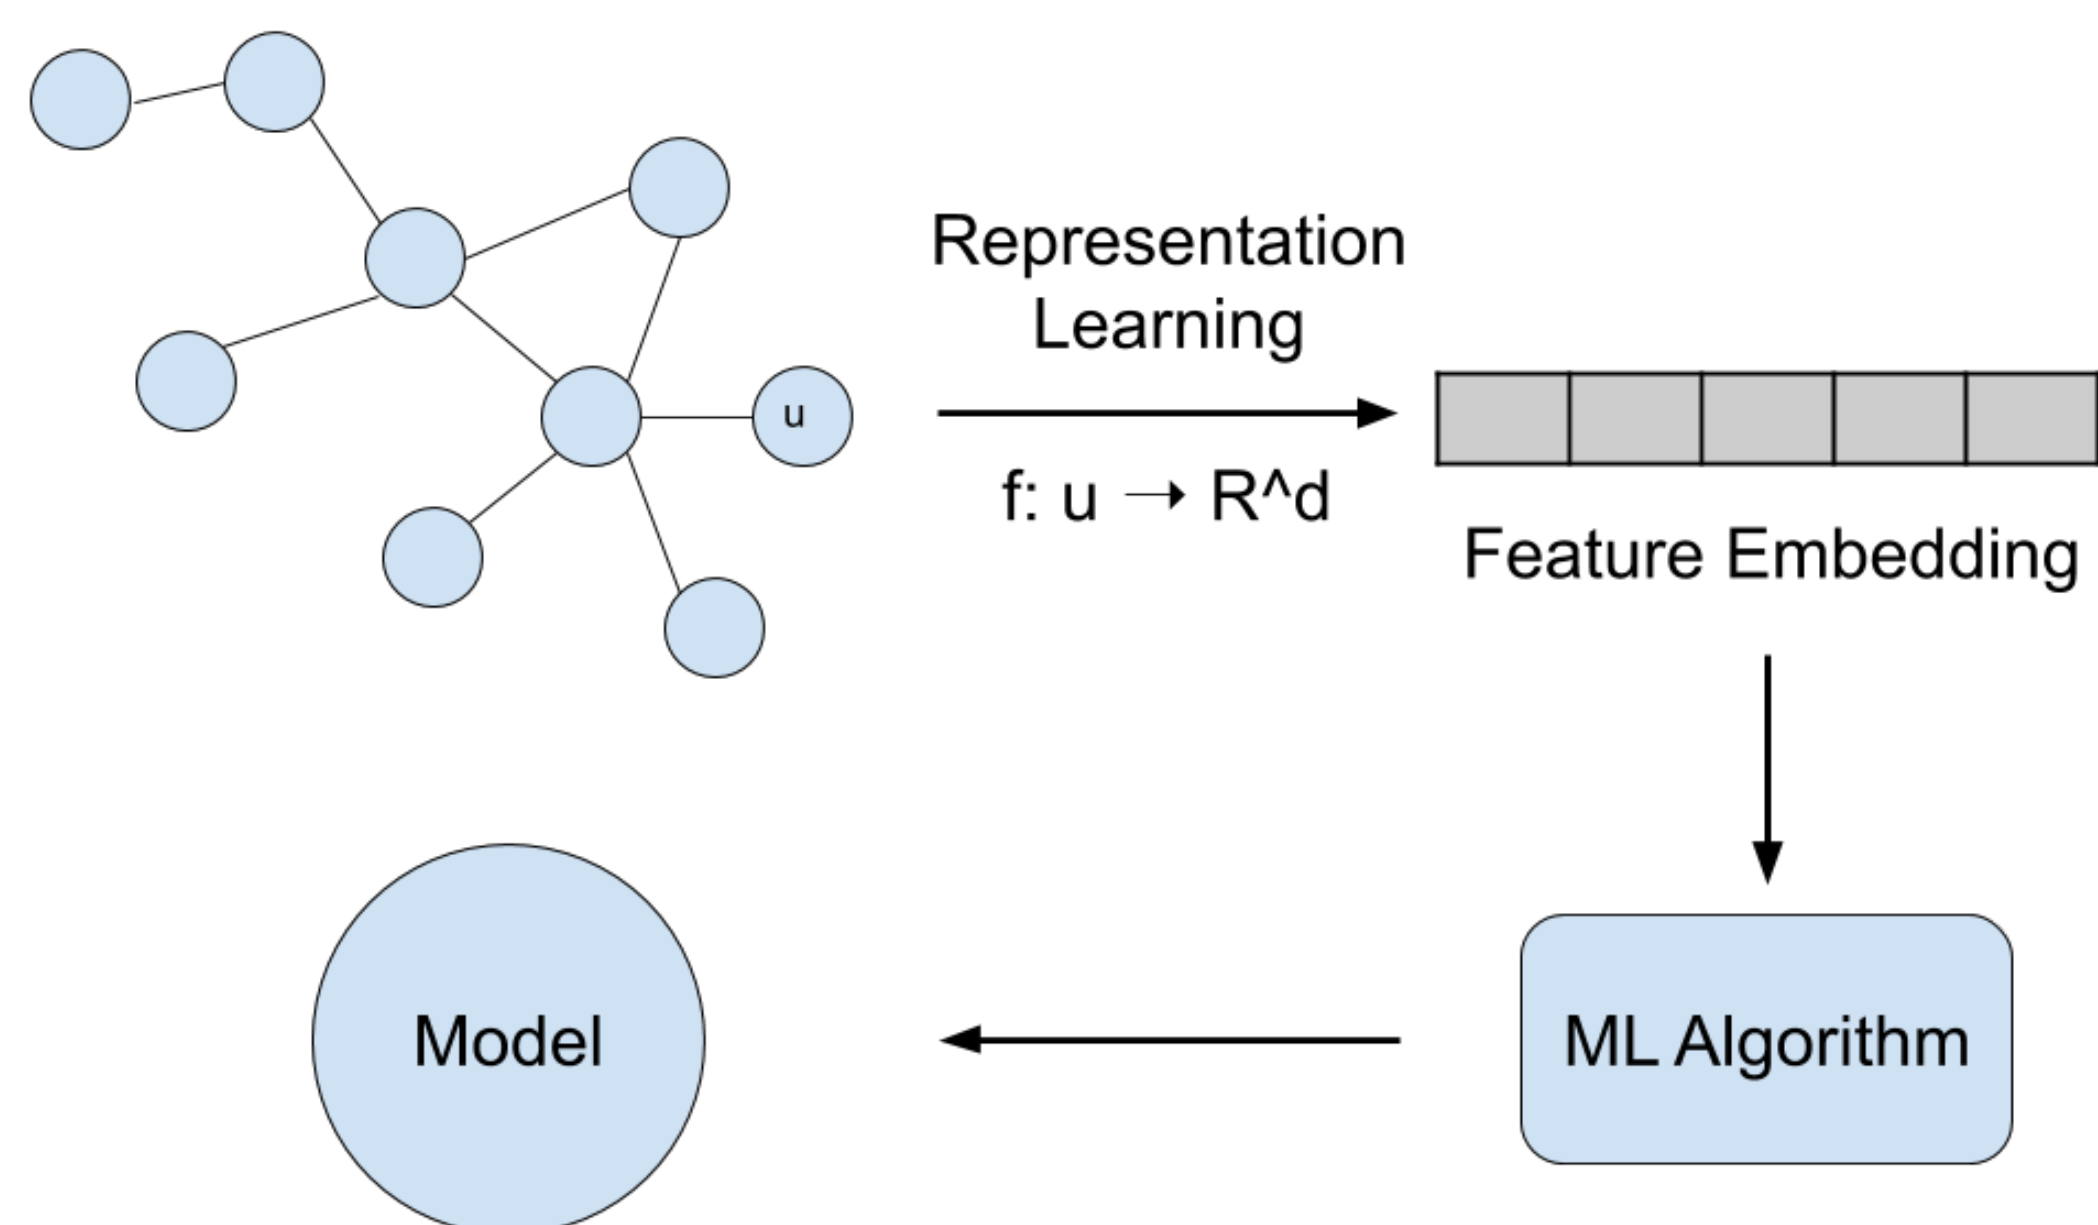 Representation
Learning
u
f: u → R^d
Feature Embedding
Model
ML Algorithm